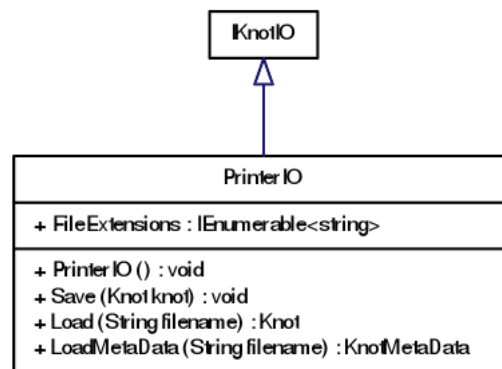 IKnotIO
PrinterIO
+ FileExtensions : IEnumerable<string>
+ PrinterIO () : void
+ Save (Knot knot) : void
+ Load (String filename) : Knot
+ LoadMetaData (String filename) : KnotMetaData